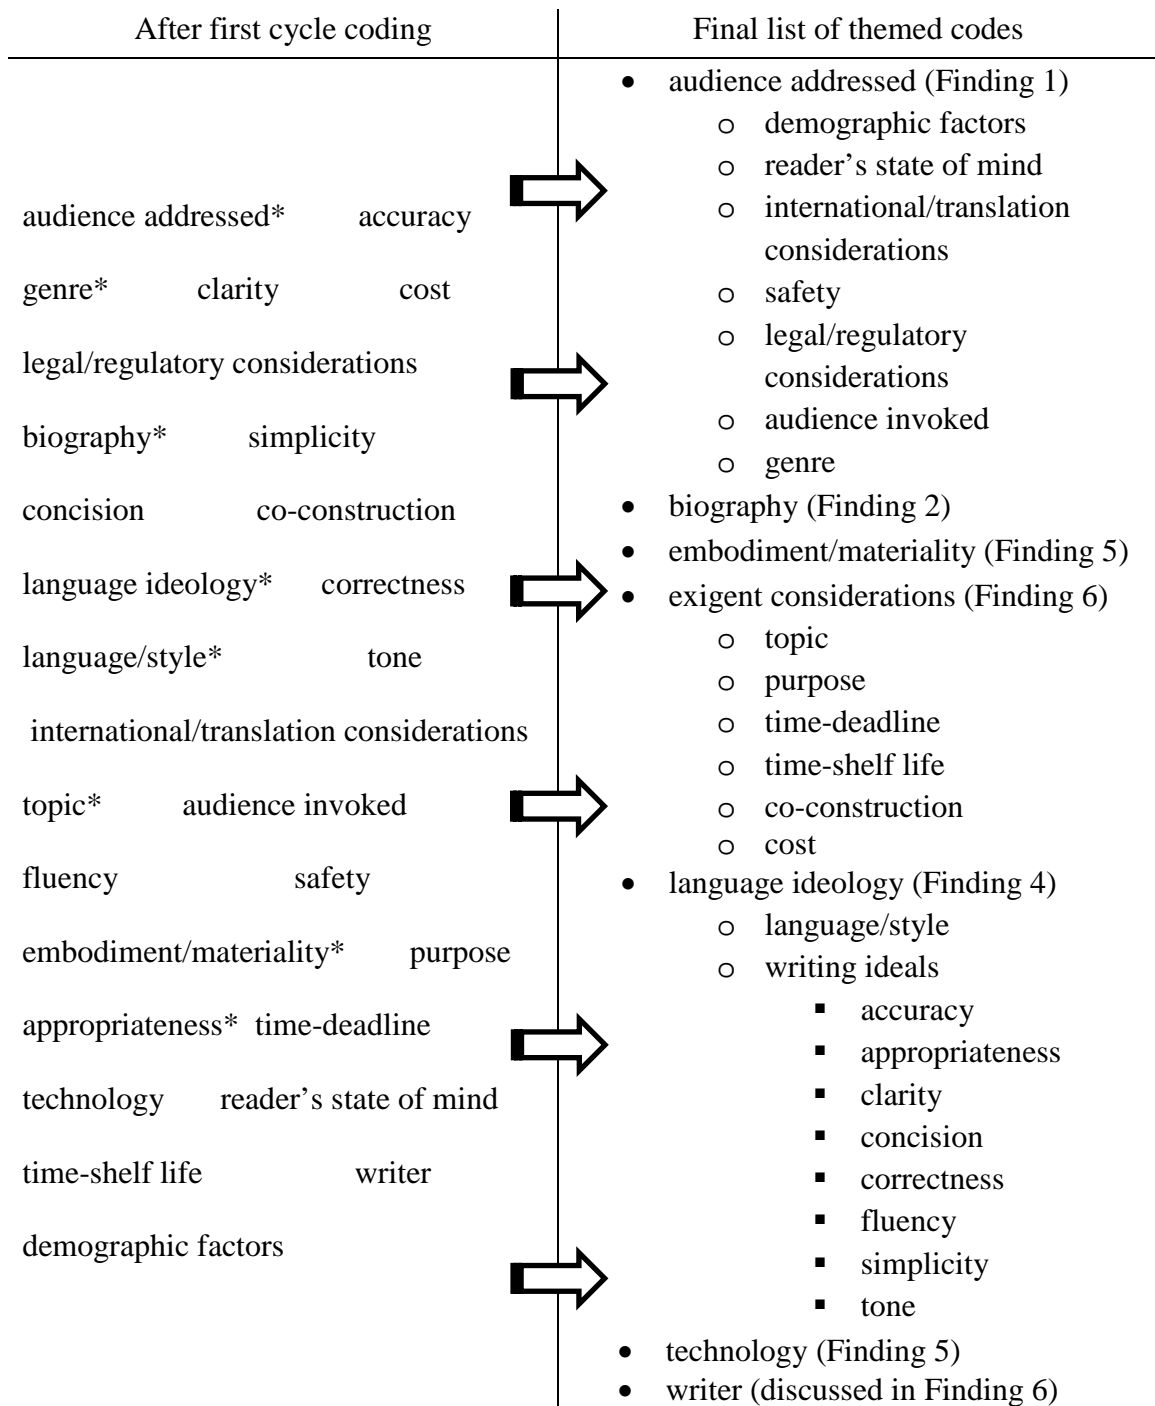 After first cycle coding
audience addressed* accuracy
genre* clarity cost
legal/regulatory considerations
biography* simplicity
concision co-construction
language ideology* correctness
language/style* tone
international/translation considerations
topic* audience invoked
fluency safety
embodiment/materiality* purpose
appropriateness* time-deadline
technology reader's state of mind
time-shelf life writer
demographic factors
Final list of themed codes
• audience addressed (Finding 1)
o demographic factors
o reader's state of mind
o international/translation
considerations
o safety
o legal/regulatory
considerations
o audience invoked
o genre
• biography (Finding 2)
• embodiment/materiality (Finding 5)
• exigent considerations (Finding 6)
o topic
o purpose
o time-deadline
o time-shelf life
o co-construction
o cost
• language ideology (Finding 4)
o language/style
o writing ideals
▪ accuracy
▪ appropriateness
▪ clarity
▪ concision
▪ correctness
▪ fluency
▪ simplicity
▪ tone
• technology (Finding 5)
• writer (discussed in Finding 6)